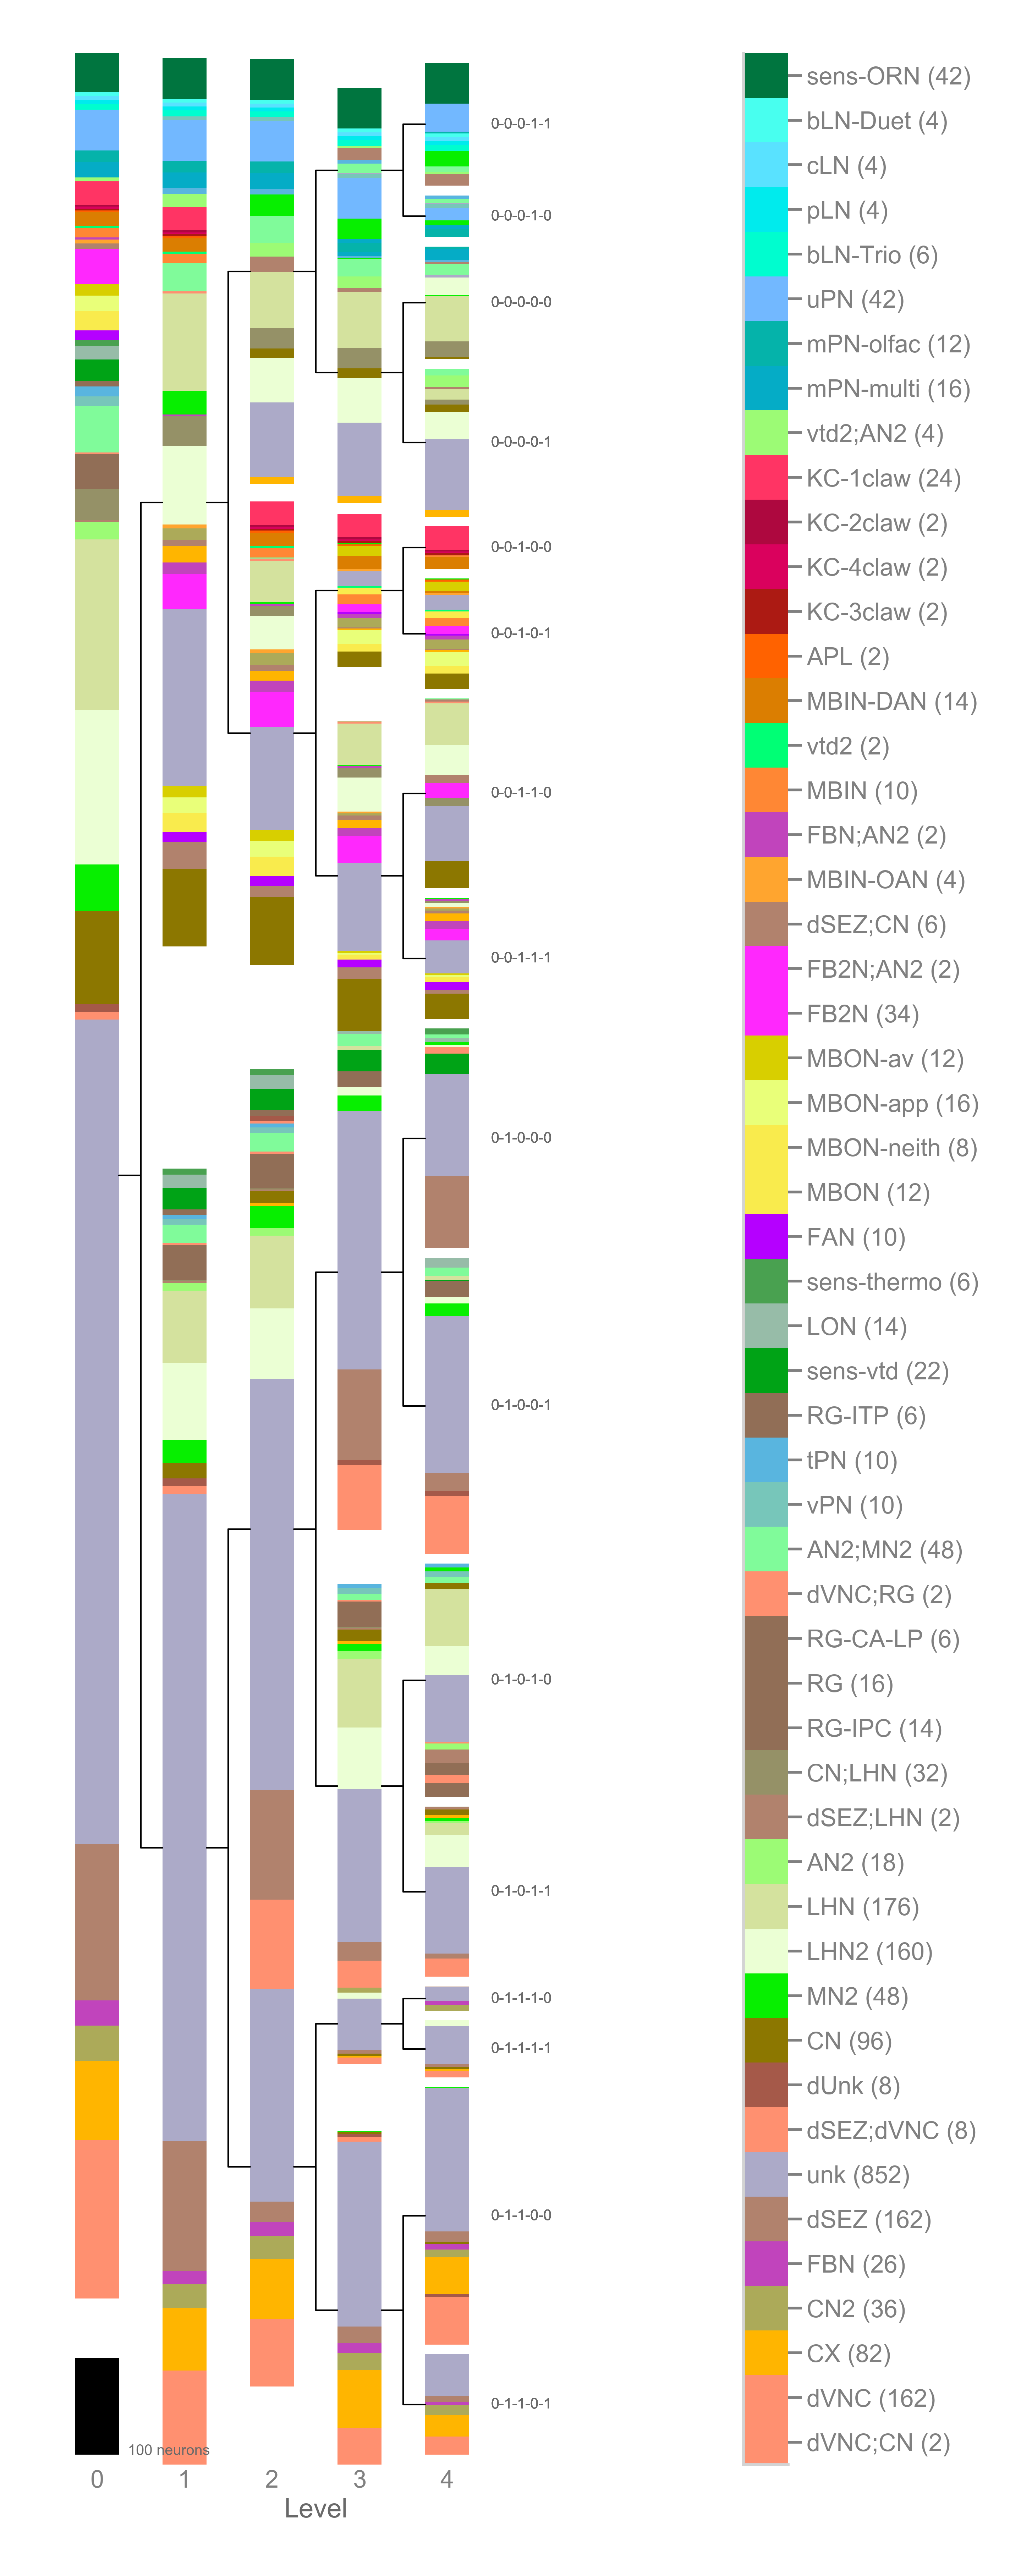 0-0-0-1-1
0-0-0-1-0
0-0-0-0-0
0-0-0-0-1
0-0-1-0-0
0-0-1-0-1
0-0-1-1-0
0-0-1-1-1
0-1-0-0-0
0-1-0-0-1
0-1-0-1-0
0-1-0-1-1
0-1-1-1-0
0-1-1-1-1
0-1-1-0-0
0-1-1-0-1
100 neurons
0 1 2 3 4
Level
sens-ORN (42)
bLN-Duet (4)
cLN (4)
pLN (4)
bLN-Trio (6)
uPN (42)
mPN-olfac (12)
mPN-multi (16)
vtd2;AN2 (4)
KC-1claw (24)
KC-2claw (2)
KC-4claw (2)
KC-3claw (2)
APL (2)
MBIN-DAN (14)
vtd2 (2)
MBIN (10)
FBN;AN2 (2)
MBIN-OAN (4)
dSEZ;CN (6)
FB2N;AN2 (2)
FB2N (34)
MBON-av (12)
MBON-app (16)
MBON-neith (8)
MBON (12)
FAN (10)
sens-thermo (6)
LON (14)
sens-vtd (22)
RG-ITP (6)
tPN (10)
vPN (10)
AN2;MN2 (48)
dVNC;RG (2)
RG-CA-LP (6)
RG (16)
RG-IPC (14)
CN;LHN (32)
dSEZ;LHN (2)
AN2 (18)
LHN (176)
LHN2 (160)
MN2 (48)
CN (96)
dUnk (8)
dSEZ;dVNC (8)
unk (852)
dSEZ (162)
FBN (26)
CN2 (36)
CX (82)
dVNC (162)
dVNC;CN (2)